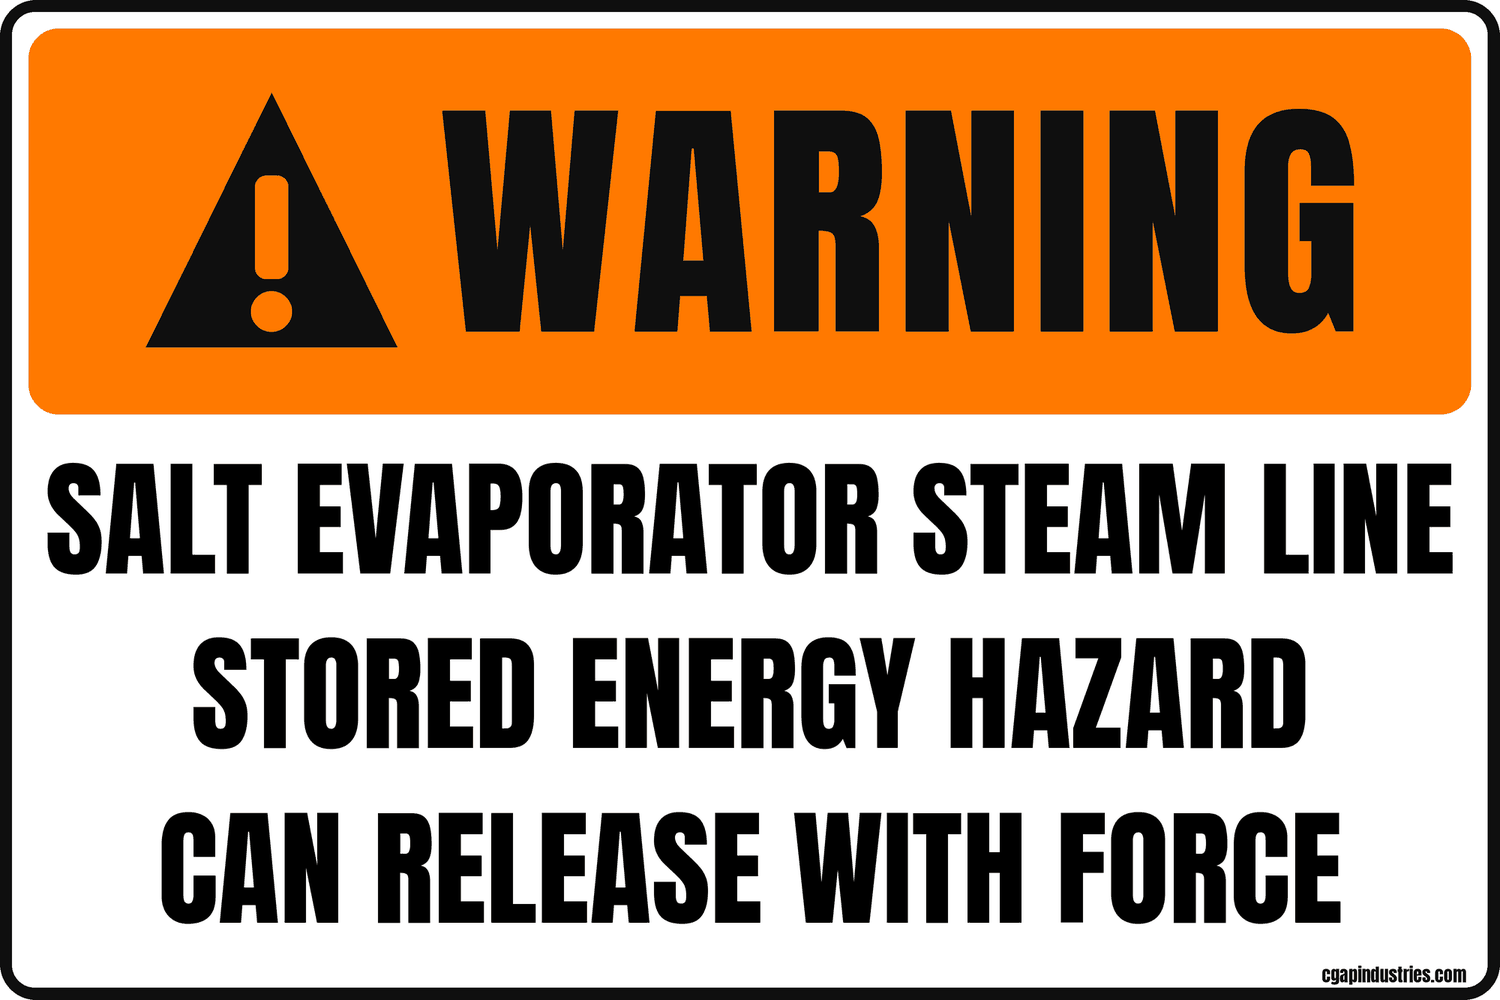 WARNING
SALT EVAPORATOR STEAM LINE
STORED ENERGY HAZARD
CAN RELEASE WITH FORCE
cgapindustries.com